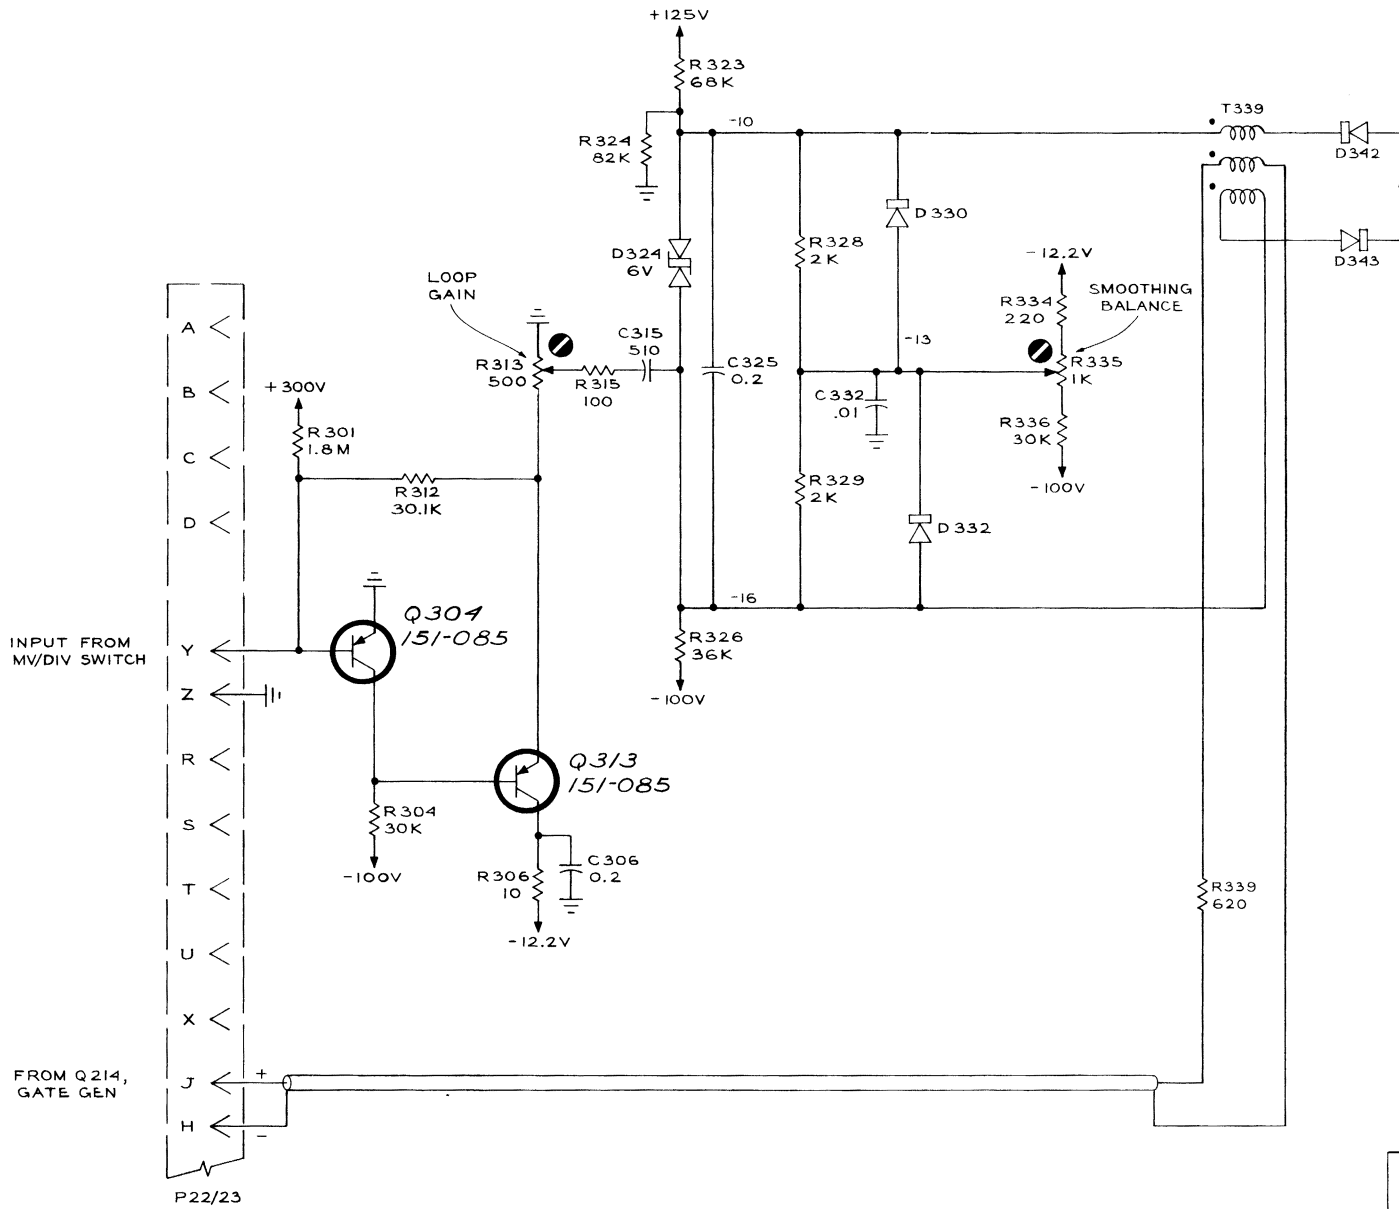 +125V
R323
68K
-10
T339
R324
82K
D342
D330
D324
6V
R328
2K
-12.2V
D343
LOOP
GAIN
R334
220
SMOOTHING
BALANCE
A
C315
510
-13
R313
500
R315
100
C325
0.2
R335
1K
+300V
B
C332
.01
R301
1.8M
R336
30K
C
R312
30.1K
R329
2K
-100V
D
D332
-16
Q304
151-085
INPUT FROM
MV/DIV SWITCH
Y
R326
36K
Z
-100V
R
Q313
151-085
R304
30K
S
C306
0.2
-100V
R306
10
T
R339
620
-12.2V
U
X
FROM Q214,
GATE GEN
J
+
H
–
P22/23